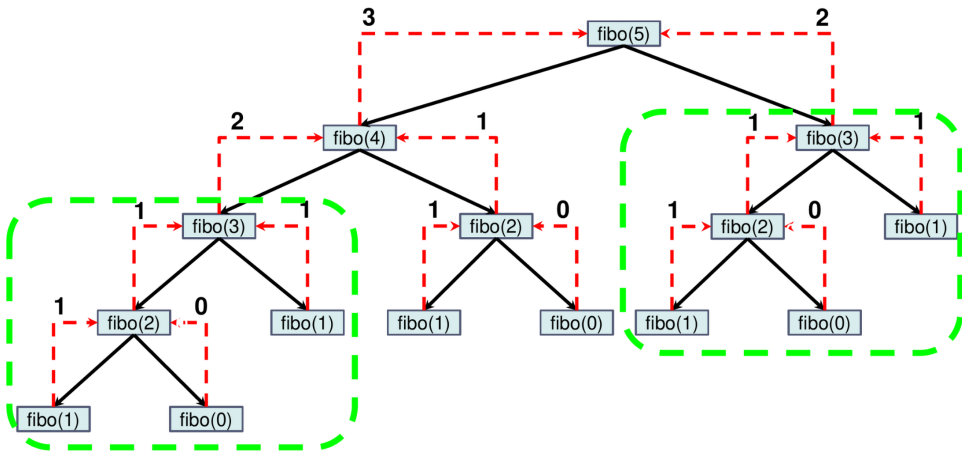 3 2
fibo(5)
2 1 1 1
fibo(4) fibo(3)
1 1 1 0 1 0
fibo(3) fibo(2) fibo(2) fibo(1)
1 0
fibo(2) fibo(1) fibo(1) fibo(0) fibo(1) fibo(0)
fibo(1) fibo(0)